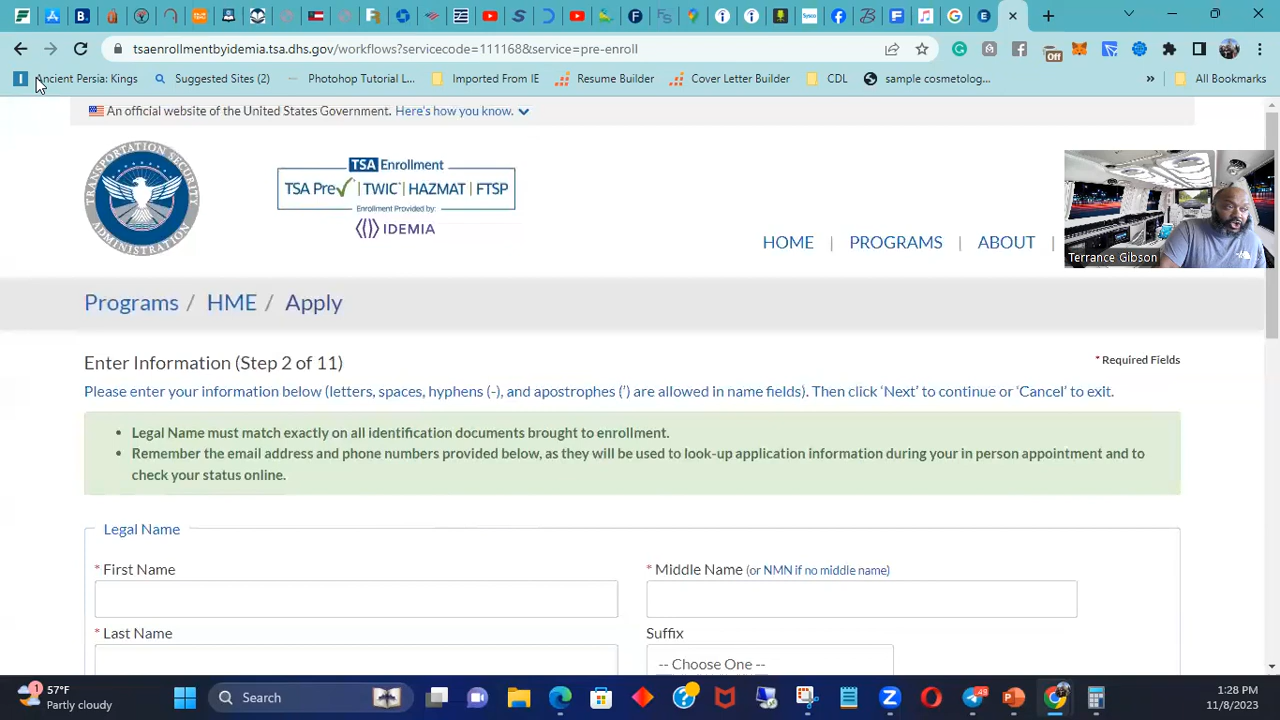 tsaenrollmentbyidemia.tsa.dhs.gov/workflows?servicecode=111168&service=pre-enroll
Off
Ancient Persia: Kings
Suggested Sites (2)
Photohop Tutorial L...
Imported From IE
Resume Builder
Cover Letter Builder
CDL
sample cosmetolog...
All Bookmarks
An official website of the United States Government. Here's how you know.
TRANSPORTATION SECURITY ADMINISTRATION
TSA Enrollment
TSA Pre✓ | TWIC | HAZMAT | FTSP
Enrollment Provided by:
IDEMIA
HOME | PROGRAMS | ABOUT |
Terrance Gibson
Programs / HME / Apply
Enter Information (Step 2 of 11)
* Required Fields
Please enter your information below (letters, spaces, hyphens (-), and apostrophes (') are allowed in name fields). Then click 'Next' to continue or 'Cancel' to exit.
• Legal Name must match exactly on all identification documents brought to enrollment.
• Remember the email address and phone numbers provided below, as they will be used to look-up application information during your in person appointment and to
check your status online.
Legal Name
* First Name
* Middle Name (or NMN if no middle name)
* Last Name
Suffix
-- Choose One --
1
57°F
Partly cloudy
Search
48
1:28 PM
11/8/2023